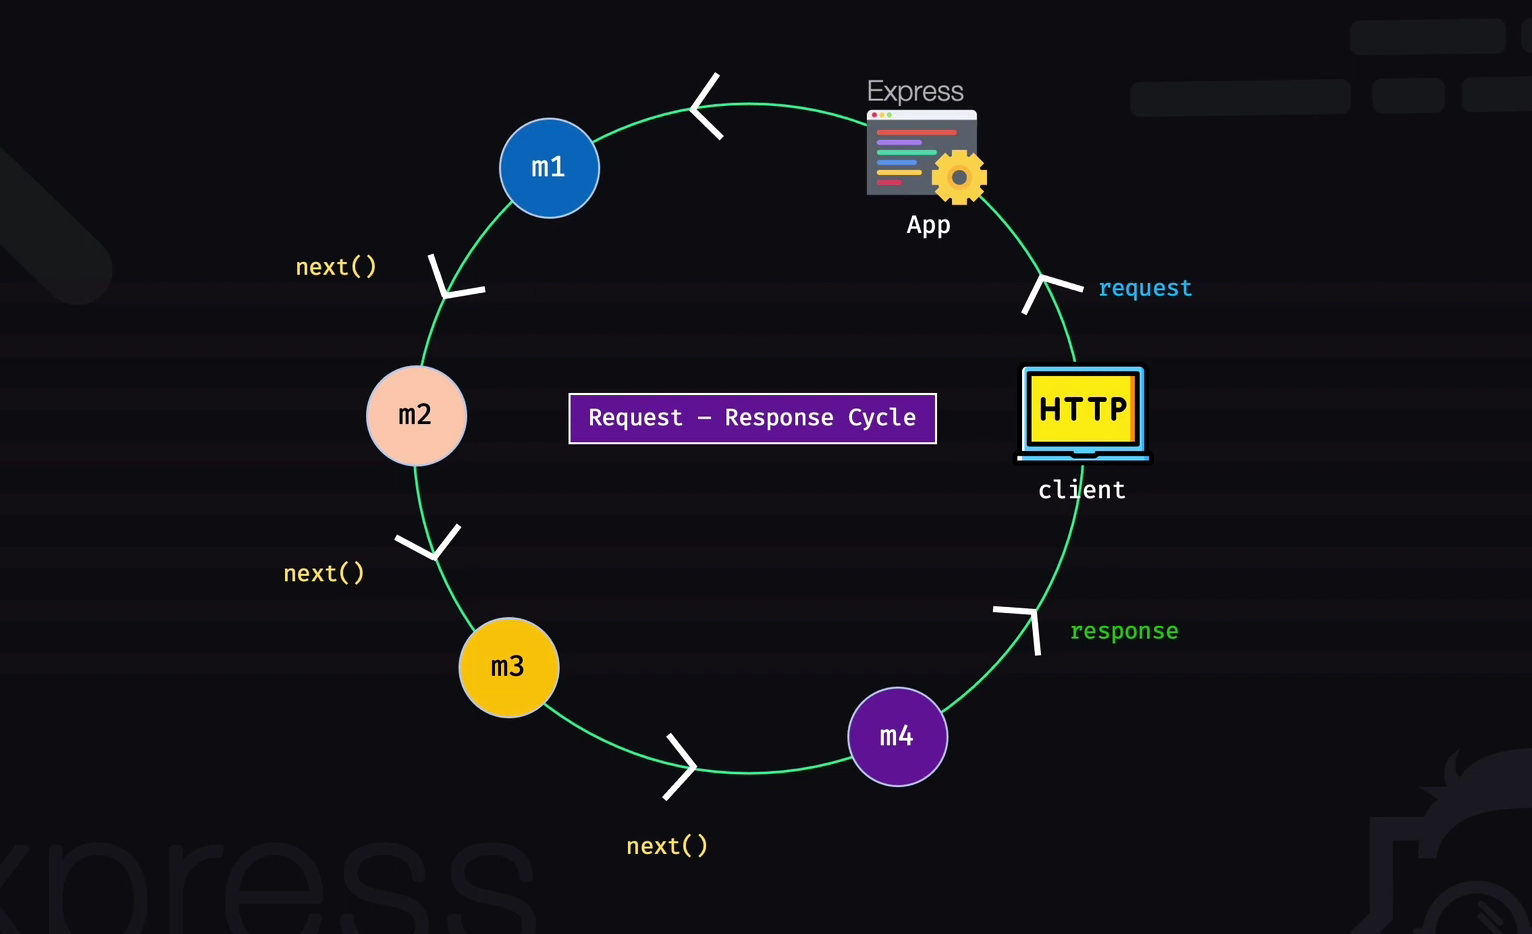 Express
App
m1
next()
request
m2
Request – Response Cycle
HTTP
client
next()
response
m3
m4
next()
xpress